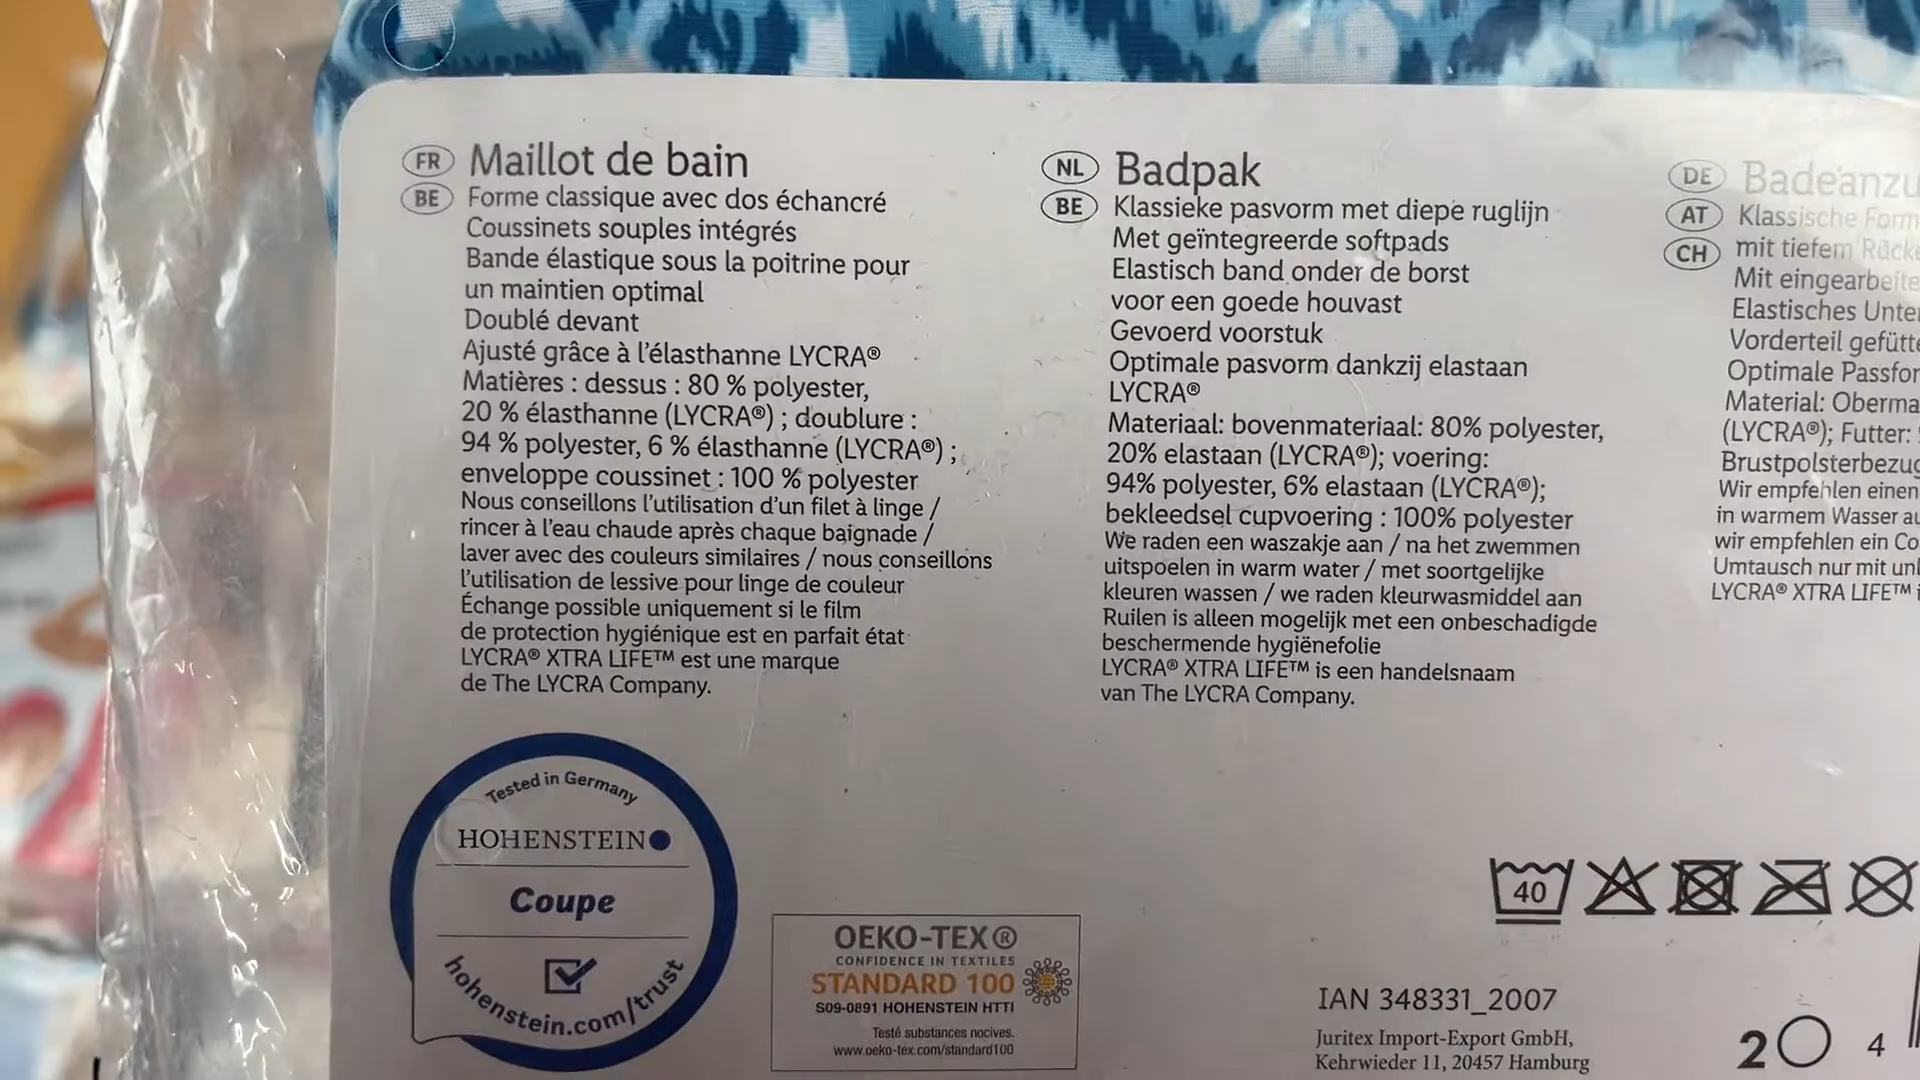 FR Maillot de bain
BE Forme classique avec dos échancré
Coussinets souples intégrés
Bande élastique sous la poitrine pour
un maintien optimal
Doublé devant
Ajusté grâce à l'élasthanne LYCRA®
Matières : dessus : 80 % polyester,
20 % élasthanne (LYCRA®) ; doublure :
94 % polyester, 6 % élasthanne (LYCRA®) ;
enveloppe coussinet : 100 % polyester
Nous conseillons l'utilisation d'un filet à linge /
rincer à l'eau chaude après chaque baignade /
laver avec des couleurs similaires / nous conseillons
l'utilisation de lessive pour linge de couleur
Échange possible uniquement si le film
de protection hygiénique est en parfait état
LYCRA® XTRA LIFE™ est une marque
de The LYCRA Company.
NL Badpak
BE Klassieke pasvorm met diepe ruglijn
Met geïntegreerde softpads
Elastisch band onder de borst
voor een goede houvast
Gevoerd voorstuk
Optimale pasvorm dankzij elastaan
LYCRA®
Materiaal: bovenmateriaal: 80% polyester,
20% elastaan (LYCRA®); voering:
94% polyester, 6% elastaan (LYCRA®);
bekleedsel cupvoering : 100% polyester
We raden een waszakje aan / na het zwemmen
uitspoelen in warm water / met soortgelijke
kleuren wassen / we raden kleurwasmiddel aan
Ruilen is alleen mogelijk met een onbeschadigde
beschermende hygiënefolie
LYCRA® XTRA LIFE™ is een handelsnaam
van The LYCRA Company.
DE Badeanzu
AT Klassische Form
CH mit tiefem Rücke
Mit eingearbeite
Elastisches Unter
Vorderteil gefütte
Optimale Passfor
Material: Oberma
(LYCRA®); Futter:
Brustpolsterbezug
Wir empfehlen einen
in warmem Wasser au
wir empfehlen ein Co
Umtausch nur mit un
LYCRA® XTRA LIFE™ i
Tested in Germany
HOHENSTEIN
Coupe
hohenstein.com/trust
OEKO-TEX®
CONFIDENCE IN TEXTILES
STANDARD 100
S09-0891 HOHENSTEIN HTTI
Testé substances nocives.
www.oeko-tex.com/standard100
40
IAN 348331_2007
Juritex Import-Export GmbH,
Kehrwieder 11, 20457 Hamburg
2 4